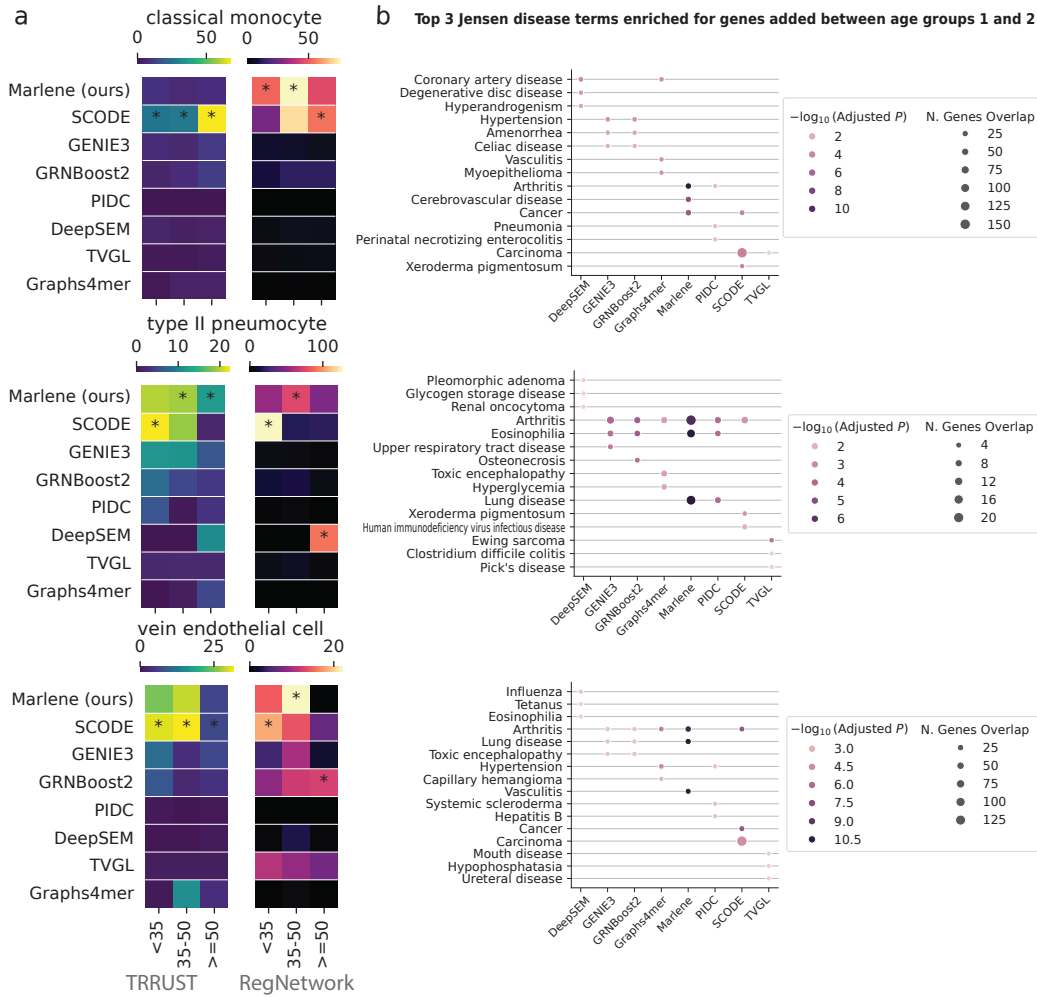 a
classical monocyte
0 50
0 50
Marlene (ours)
SCODE
GENIE3
GRNBoost2
PIDC
DeepSEM
TVGL
Graphs4mer
* *
* * *
*
type II pneumocyte
0 10 20
0 100
Marlene (ours)
SCODE
GENIE3
GRNBoost2
PIDC
DeepSEM
TVGL
Graphs4mer
* * *
* *
*
vein endothelial cell
0 25
0 20
Marlene (ours)
SCODE
GENIE3
GRNBoost2
PIDC
DeepSEM
TVGL
Graphs4mer
*
* * * *
*
<35
35-50
>=50
<35
35-50
>=50
TRRUST
RegNetwork
b
Top 3 Jensen disease terms enriched for genes added between age groups 1 and 2
Coronary artery disease
Degenerative disc disease
Hyperandrogenism
Hypertension
Amenorrhea
Celiac disease
Vasculitis
Myoepithelioma
Arthritis
Cerebrovascular disease
Cancer
Pneumonia
Perinatal necrotizing enterocolitis
Carcinoma
Xeroderma pigmentosum
DeepSEM
GENIE3
GRNBoost2
Graphs4mer
Marlene
PIDC
SCODE
TVGL
−log10 (Adjusted P)
2
4
6
8
10
N. Genes Overlap
25
50
75
100
125
150
Pleomorphic adenoma
Glycogen storage disease
Renal oncocytoma
Arthritis
Eosinophilia
Upper respiratory tract disease
Osteonecrosis
Toxic encephalopathy
Hyperglycemia
Lung disease
Xeroderma pigmentosum
Human immunodeficiency virus infectious disease
Ewing sarcoma
Clostridium difficile colitis
Pick's disease
DeepSEM
GENIE3
GRNBoost2
Graphs4mer
Marlene
PIDC
SCODE
TVGL
−log10 (Adjusted P)
2
3
4
5
6
N. Genes Overlap
4
8
12
16
20
Influenza
Tetanus
Eosinophilia
Arthritis
Lung disease
Toxic encephalopathy
Hypertension
Capillary hemangioma
Vasculitis
Systemic scleroderma
Hepatitis B
Cancer
Carcinoma
Mouth disease
Hypophosphatasia
Ureteral disease
DeepSEM
GENIE3
GRNBoost2
Graphs4mer
Marlene
PIDC
SCODE
TVGL
−log10 (Adjusted P)
3.0
4.5
6.0
7.5
9.0
10.5
N. Genes Overlap
25
50
75
100
125